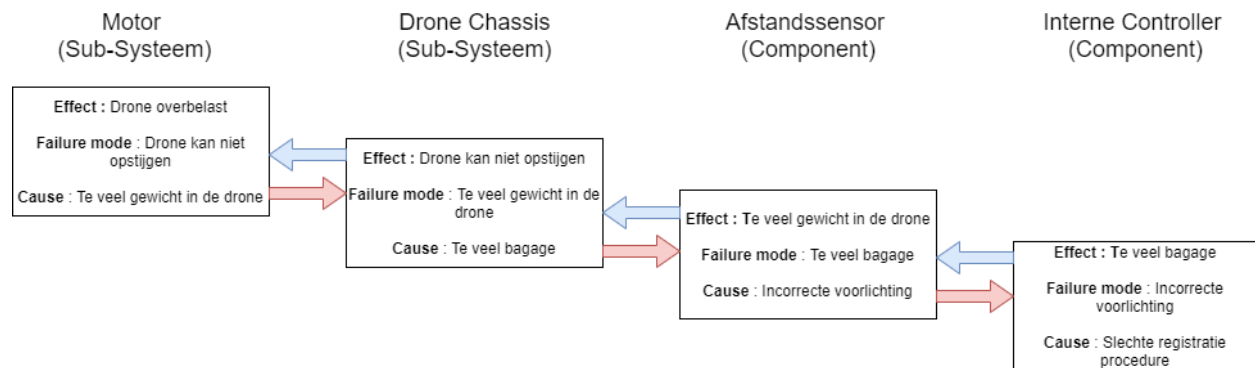 Motor
(Sub-Systeem)
Drone Chassis
(Sub-Systeem)
Afstandssensor
(Component)
Interne Controller
(Component)
Effect : Drone overbelast
Failure mode : Drone kan niet
opstijgen
Cause : Te veel gewicht in de drone
Effect : Drone kan niet opstijgen
Failure mode : Te veel gewicht in de
drone
Cause : Te veel bagage
Effect : Te veel gewicht in de drone
Failure mode : Te veel bagage
Cause : Incorrecte voorlichting
Effect : Te veel bagage
Failure mode : Incorrecte
voorlichting
Cause : Slechte registratie
procedure